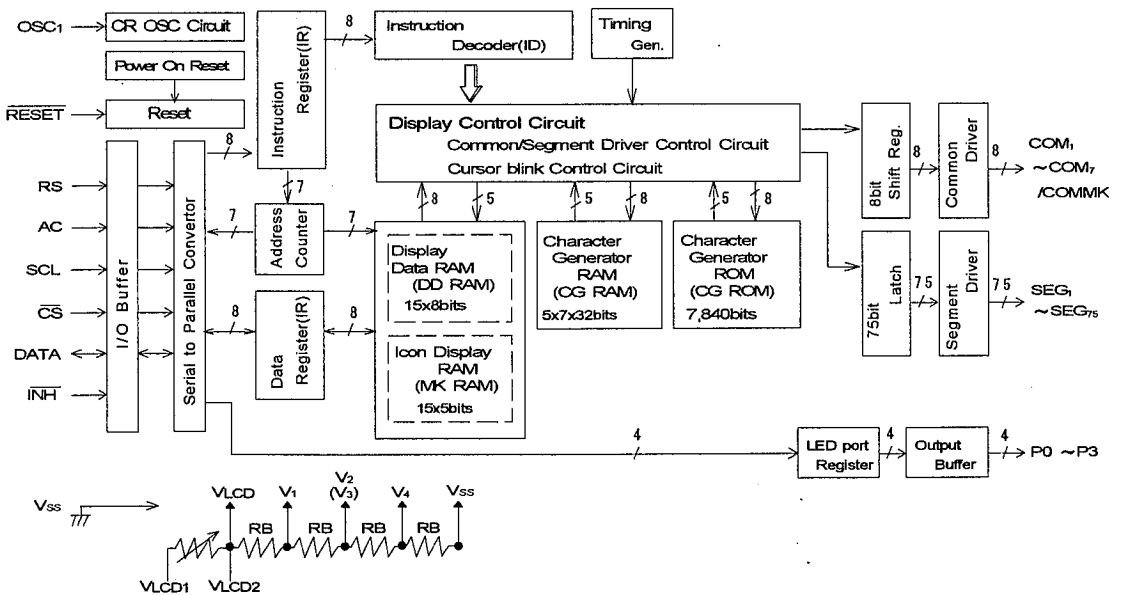 OSC1
CR OSC Circuit
Power On Reset
RESET
Reset
Instruction
Register(IR)
8
Instruction
Decoder(ID)
Timing
Gen.
Display Control Circuit
Common/Segment Driver Control Circuit
Cursor blink Control Circuit
8bit
Shift Reg.
8
Common
Driver
8
COM1
~COM7
/COMMK
RS
AC
SCL
CS
DATA
INH
I/O Buffer
Serial to Parallel Convertor
8
7
7
Address
Counter
7
8
Data
Register(IR)
8
8
5
5
8
5
8
Display
Data RAM
(DD RAM)
15x8bits
Icon Display
RAM
(MK RAM)
15x5bits
Character
Generator
RAM
(CG RAM)
5x7x32bits
Character
Generator
ROM
(CG ROM)
7,840bits
75bit
Latch
75
Segment
Driver
75
SEG1
~SEG75
4
LED port
Register
4
Output
Buffer
4
P0 ~P3
VSS
VLCD
V1
V2
(V3)
V4
VSS
RB
RB
RB
RB
VLCD1
VLCD2